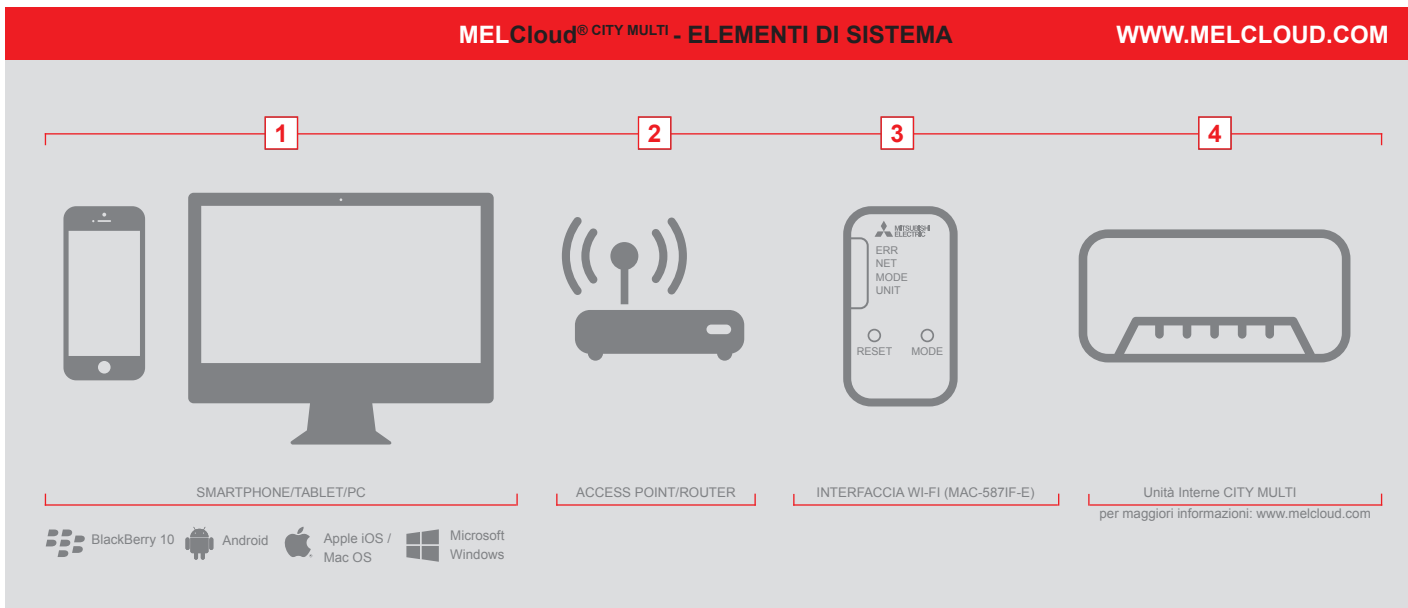 MELCloud® CITY MULTI - ELEMENTI DI SISTEMA
WWW.MELCLOUD.COM
1
2
3
4
MITSUBISHI
ELECTRIC
ERR
NET
MODE
UNIT
RESET
MODE
SMARTPHONE/TABLET/PC
ACCESS POINT/ROUTER
INTERFACCIA WI-FI (MAC-587IF-E)
Unità Interne CITY MULTI
per maggiori informazioni: www.melcloud.com
BlackBerry 10
Android
Apple iOS /
Mac OS
Microsoft
Windows